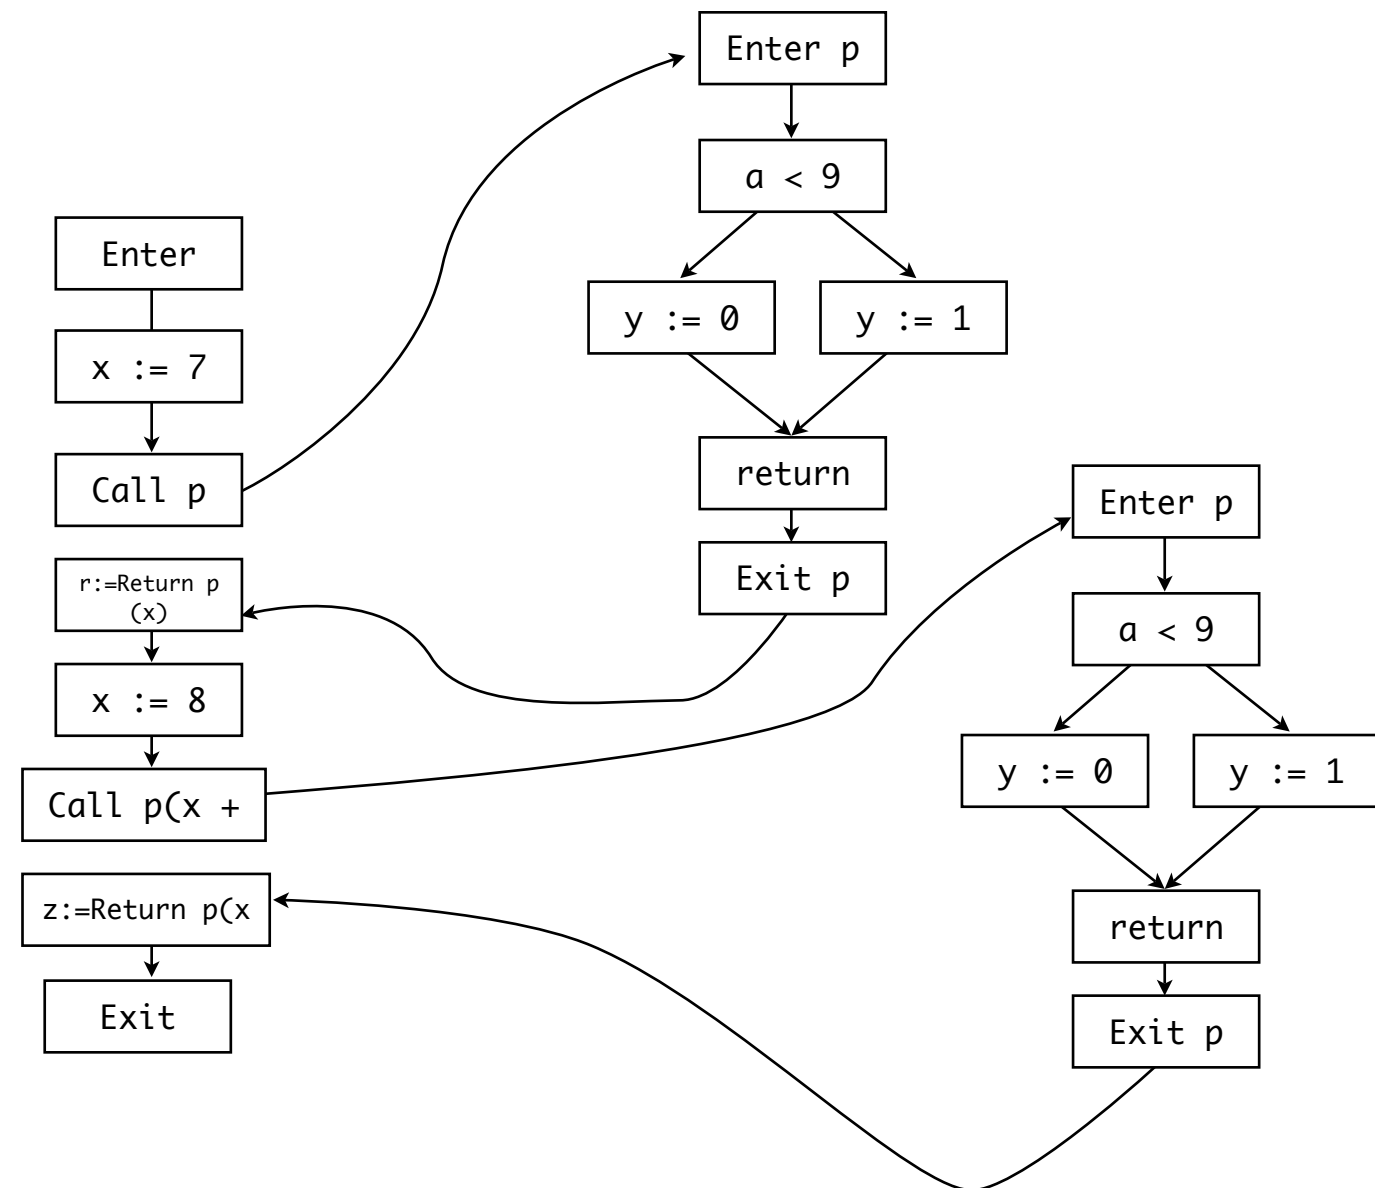 Enter
x := 7
Call p
r:=Return p
(x)
x := 8
Call p(x +
z:=Return p(x
Exit
Enter p
a < 9
y := 0
y := 1
return
Exit p
Enter p
a < 9
y := 0
y := 1
return
Exit p